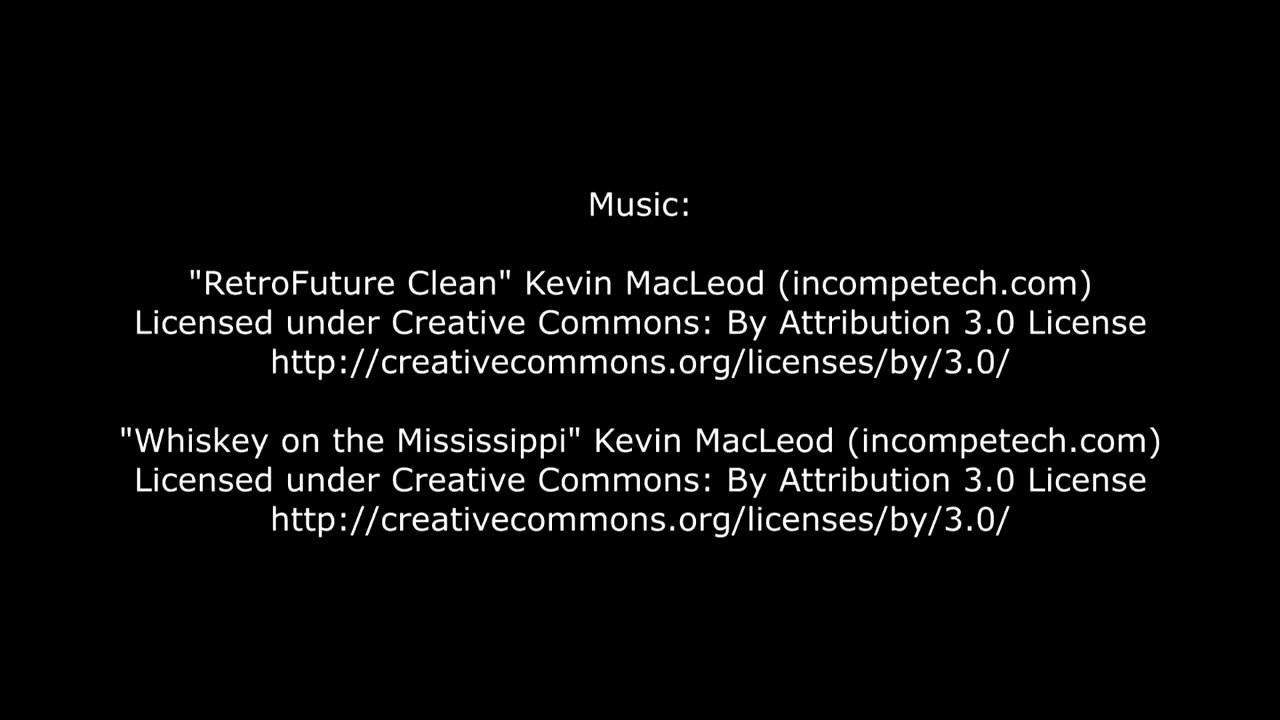 Music:
"RetroFuture Clean" Kevin MacLeod (incompetech.com)
Licensed under Creative Commons: By Attribution 3.0 License
http://creativecommons.org/licenses/by/3.0/
"Whiskey on the Mississippi" Kevin MacLeod (incompetech.com)
Licensed under Creative Commons: By Attribution 3.0 License
http://creativecommons.org/licenses/by/3.0/